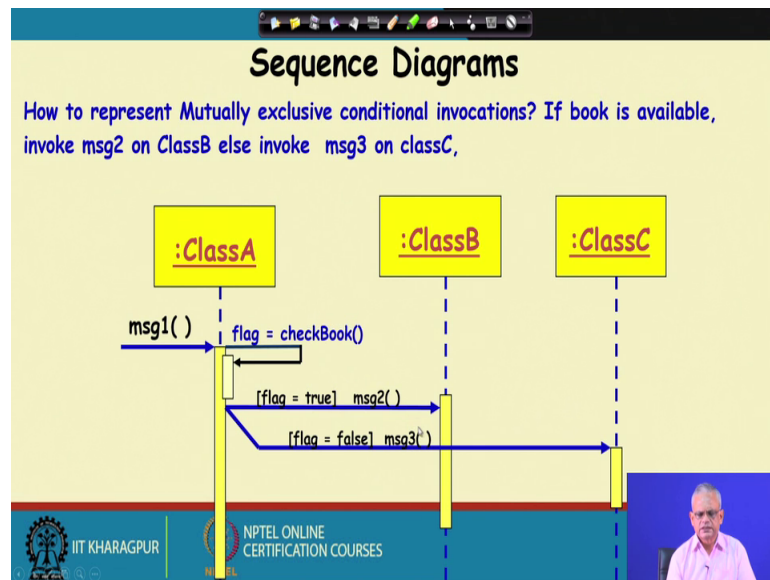 Sequence Diagrams
How to represent Mutually exclusive conditional invocations? If book is available,
invoke msg2 on ClassB else invoke msg3 on classC,
:ClassA
:ClassB
:ClassC
msg1( )
flag = checkBook()
[flag = true] msg2( )
[flag = false] msg3( )
IIT KHARAGPUR
NPTEL ONLINE
CERTIFICATION COURSES
NPTEL